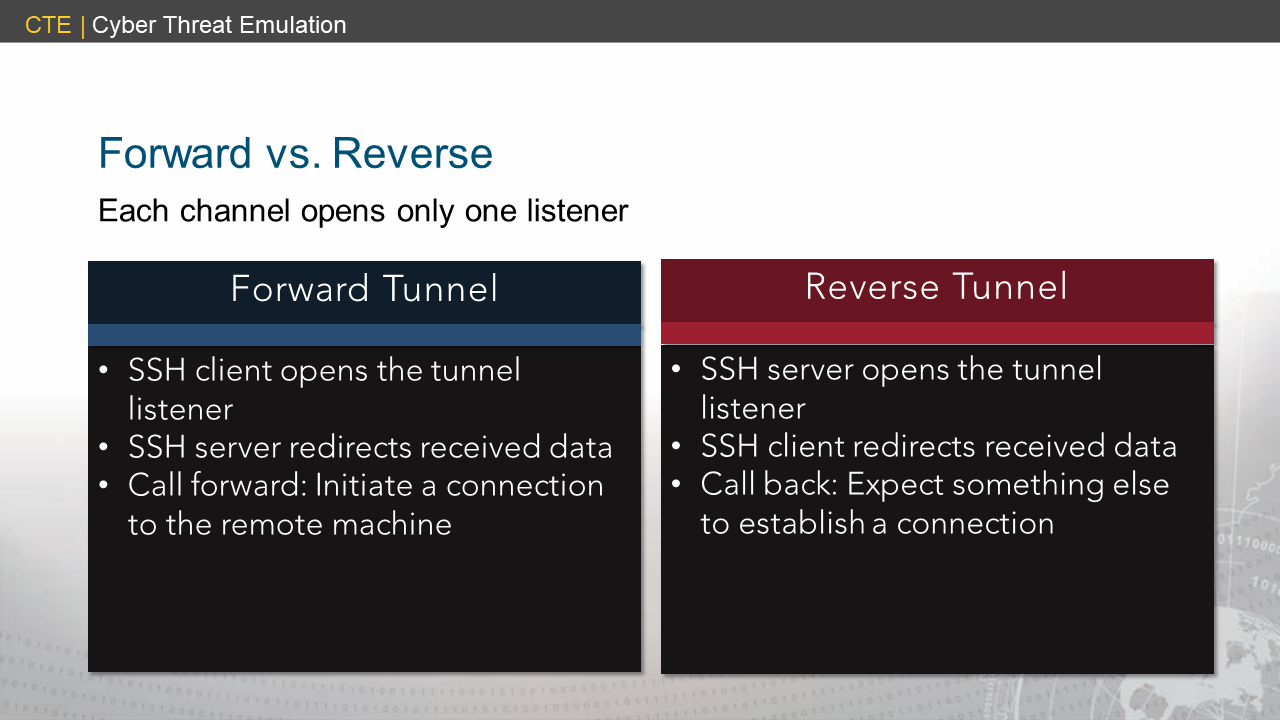 CTE | Cyber Threat Emulation
Forward vs. Reverse
Each channel opens only one listener
Forward Tunnel
• SSH client opens the tunnel
listener
• SSH server redirects received data
• Call forward: Initiate a connection
to the remote machine
Reverse Tunnel
• SSH server opens the tunnel
listener
• SSH client redirects received data
• Call back: Expect something else
to establish a connection